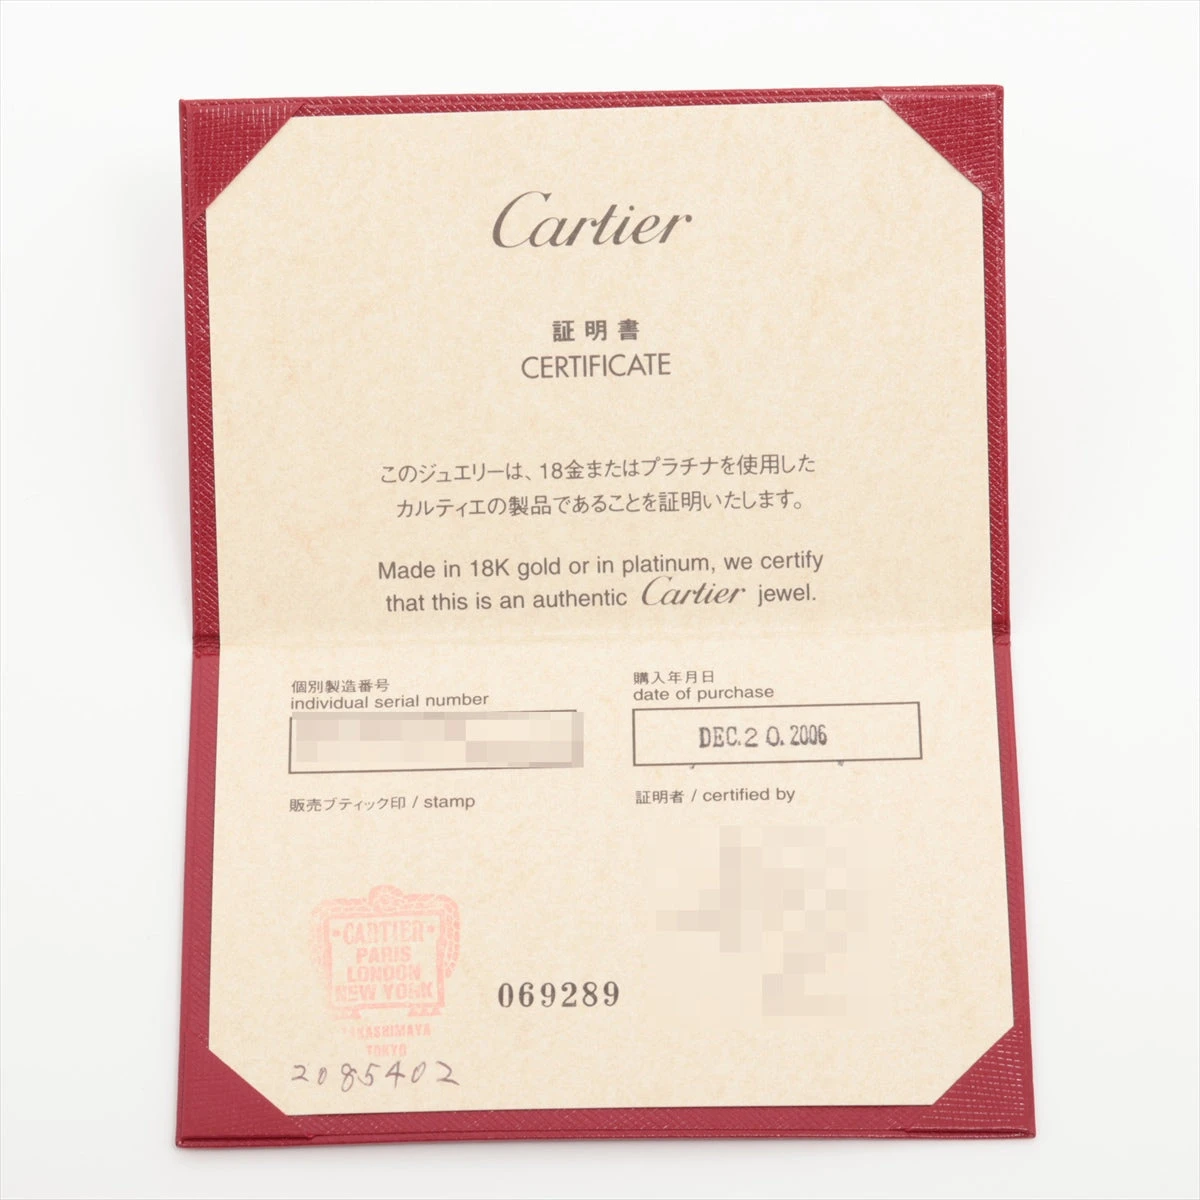 Cartier
証明書
CERTIFICATE
このジュエリーは、18金またはプラチナを使用した
カルティエの製品であることを証明いたします。
Made in 18K gold or in platinum, we certify
that this is an authentic Cartier jewel.
個別製造番号
individual serial number
購入年月日
date of purchase
DEC.20.2006
販売ブティック印 / stamp
証明者 / certified by
CARTIER
PARIS
LONDON
NEW YORK
TOKYO
069289
2085402